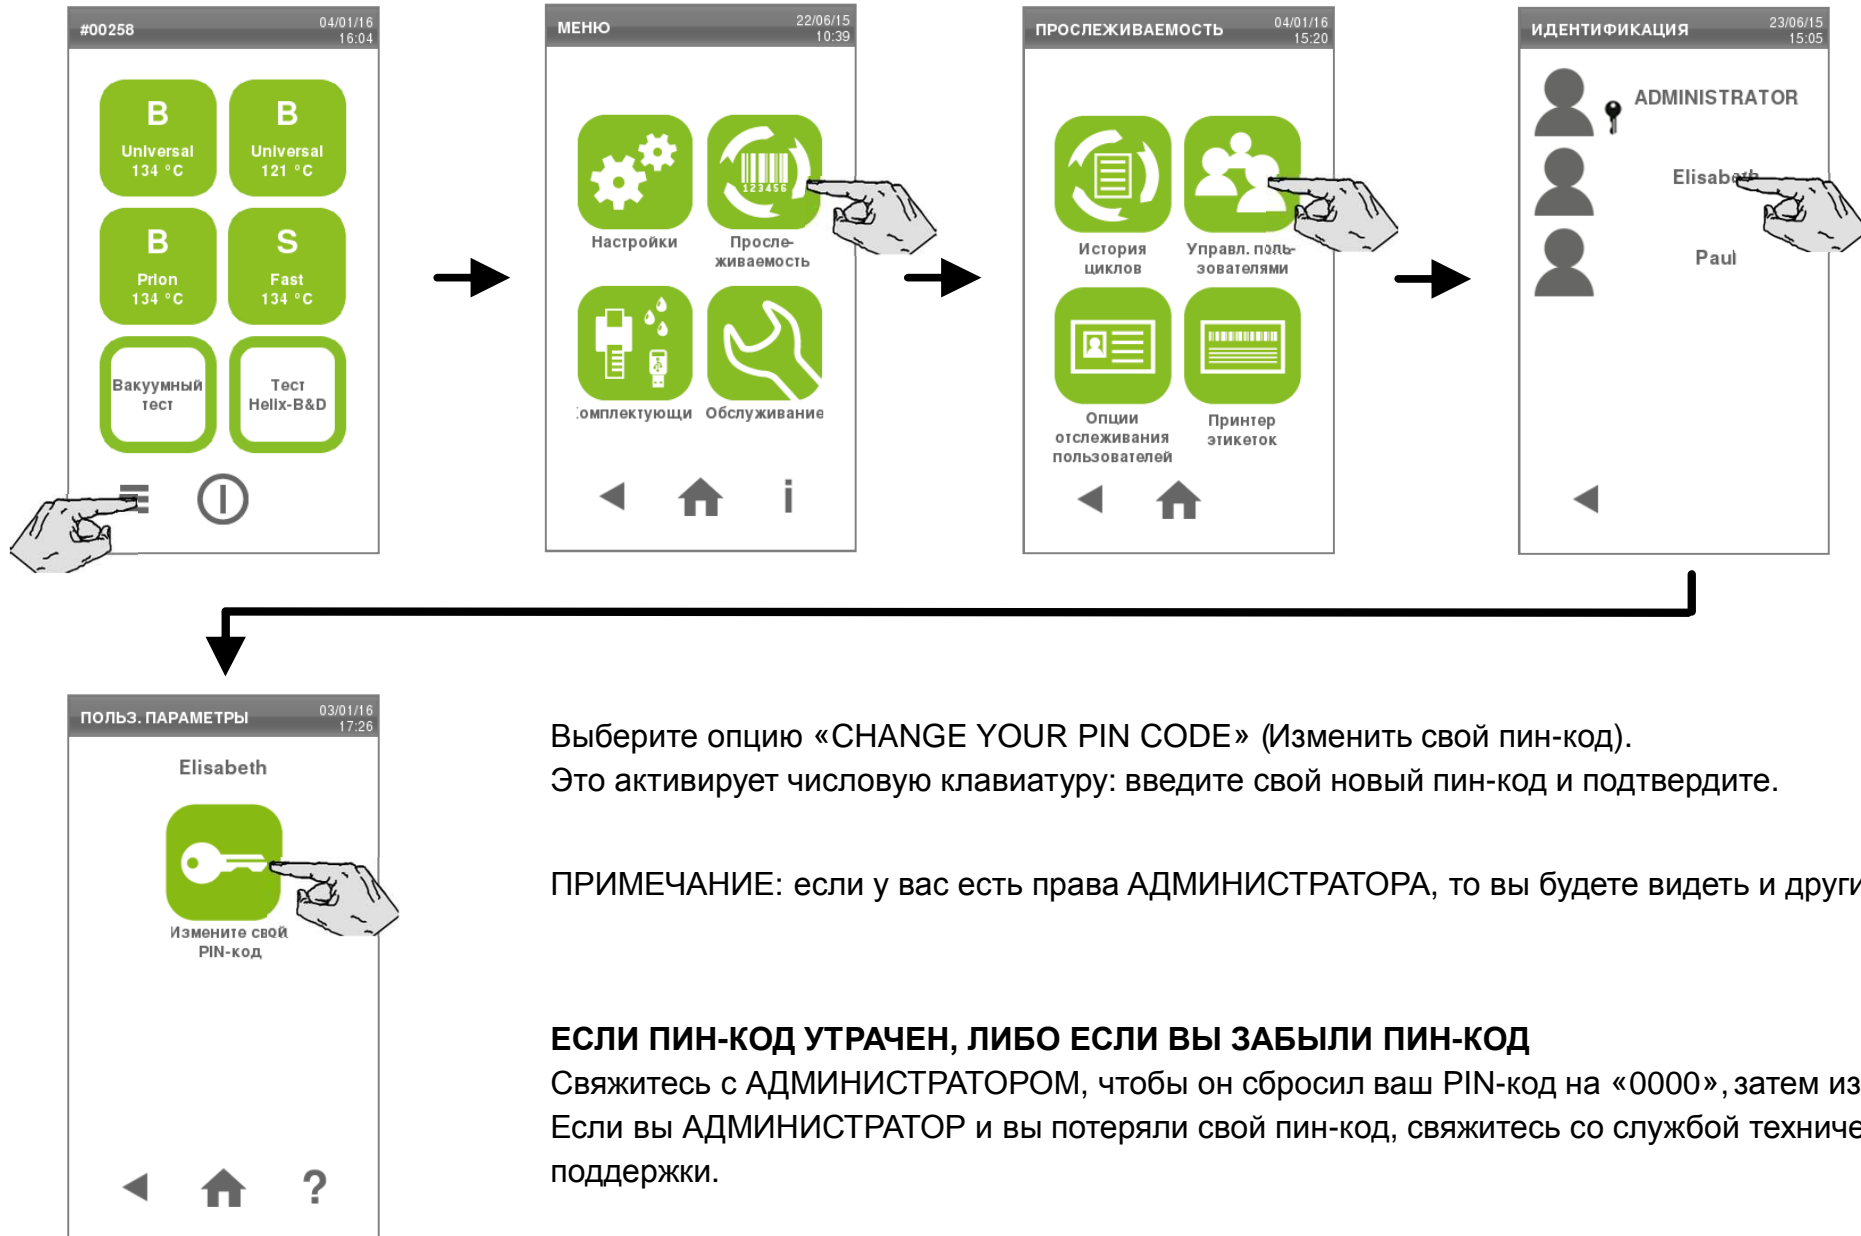 #00258
04/01/16
16:04
B
Universal
134 °C
B
Universal
121 °C
B
Prion
134 °C
S
Fast
134 °C
Вакуумный
тест
Тест
Helix-B&D
МЕНЮ
22/06/15
10:39
123456
Настройки
Просле-
живаемость
Комплектующи
Обслуживание
i
ПРОСЛЕЖИВАЕМОСТЬ
04/01/16
15:20
История
циклов
Управл. поль-
зователями
Опции
отслеживания
пользователей
Принтер
этикеток
ИДЕНТИФИКАЦИЯ
23/06/15
15:05
ADMINISTRATOR
Elisabeth
Paul
ПОЛЬЗ. ПАРАМЕТРЫ
03/01/16
17:26
Elisabeth
Измените свой
PIN-код
?
Выберите опцию «CHANGE YOUR PIN CODE» (Изменить свой пин-код).
Это активирует числовую клавиатуру: введите свой новый пин-код и подтвердите.
ПРИМЕЧАНИЕ: если у вас есть права АДМИНИСТРАТОРА, то вы будете видеть и други
ЕСЛИ ПИН-КОД УТРАЧЕН, ЛИБО ЕСЛИ ВЫ ЗАБЫЛИ ПИН-КОД
Свяжитесь с АДМИНИСТРАТОРОМ, чтобы он сбросил ваш PIN-код на «0000», затем из
Если вы АДМИНИСТРАТОР и вы потеряли свой пин-код, свяжитесь со службой техниче
поддержки.